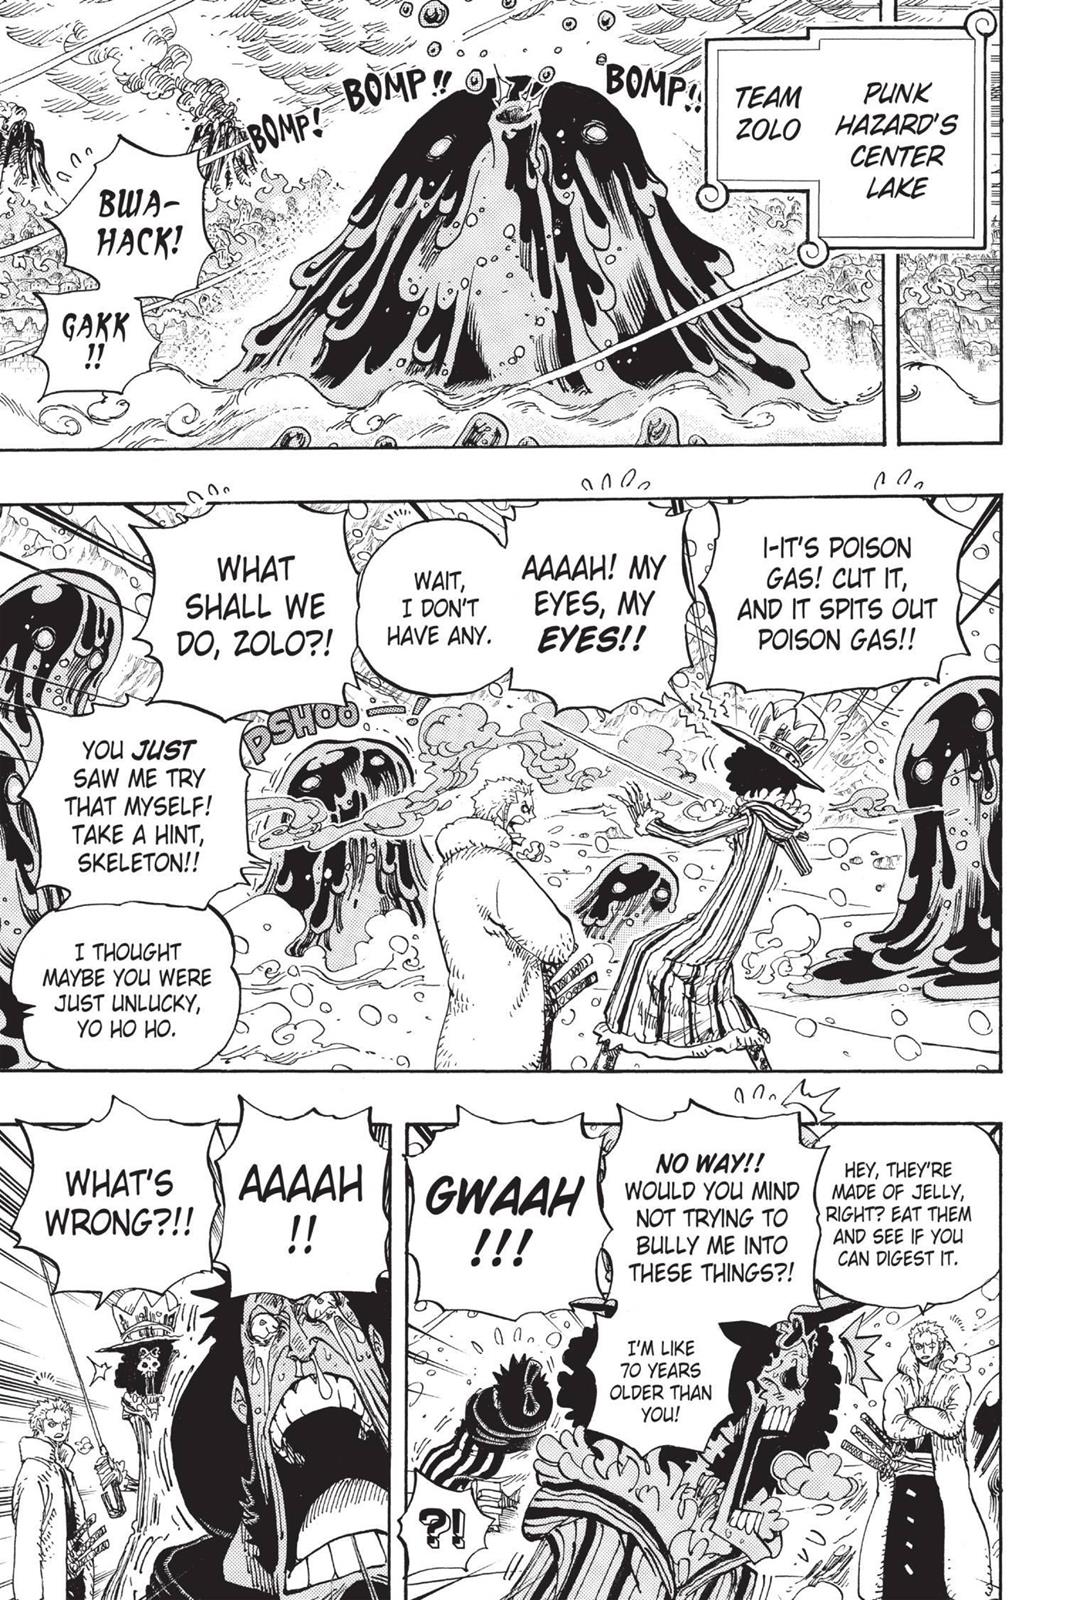 PUNK
HAZARD'S
CENTER
LAKE
TEAM
ZOLO
BOMP!!
BOMP!!
BOMP!
BWA-
HACK!
GAKK
!!
I-IT'S POISON
GAS! CUT IT,
AND IT SPITS OUT
POISON GAS!!
AAAAH! MY
EYES, MY
EYES!!
WAIT,
I DON'T
HAVE ANY.
WHAT
SHALL WE
DO, ZOLO?!
PSHOO—!
YOU JUST
SAW ME TRY
THAT MYSELF!
TAKE A HINT,
SKELETON!!
I THOUGHT
MAYBE YOU WERE
JUST UNLUCKY,
YO HO HO.
HEY, THEY'RE
MADE OF JELLY,
RIGHT? EAT THEM
AND SEE IF YOU
CAN DIGEST IT.
NO WAY!!
WOULD YOU MIND
NOT TRYING TO
BULLY ME INTO
THESE THINGS?!
I'M LIKE
70 YEARS
OLDER THAN
YOU!
GWAAH
!!!
?!
AAAAH
!!
WHAT'S
WRONG?!!